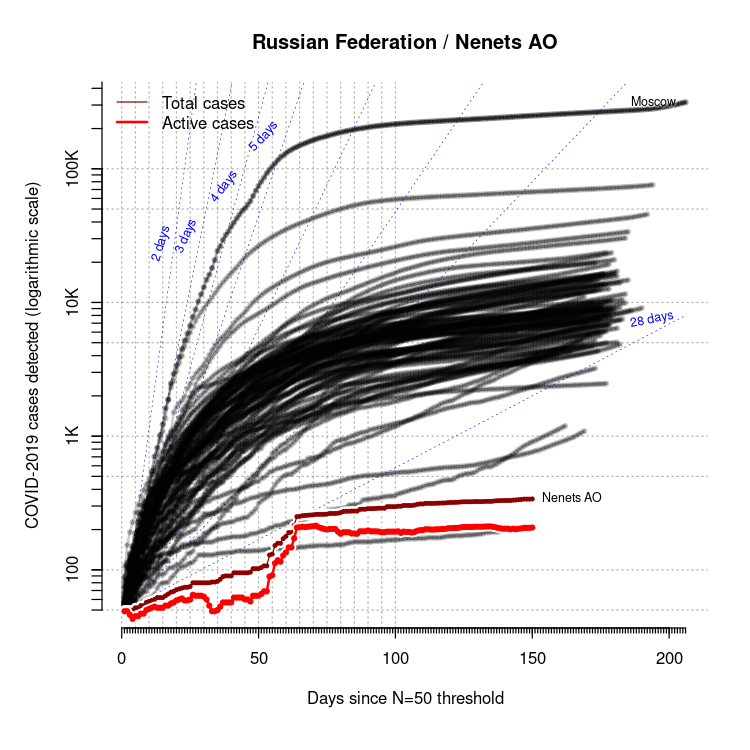 Russian Federation / Nenets AO
Total cases
Active cases
Moscow
2 days
3 days
4 days
5 days
28 days
Nenets AO
COVID-2019 cases detected (logarithmic scale)
100K
10K
1K
100
0
50
100
150
200
Days since N=50 threshold